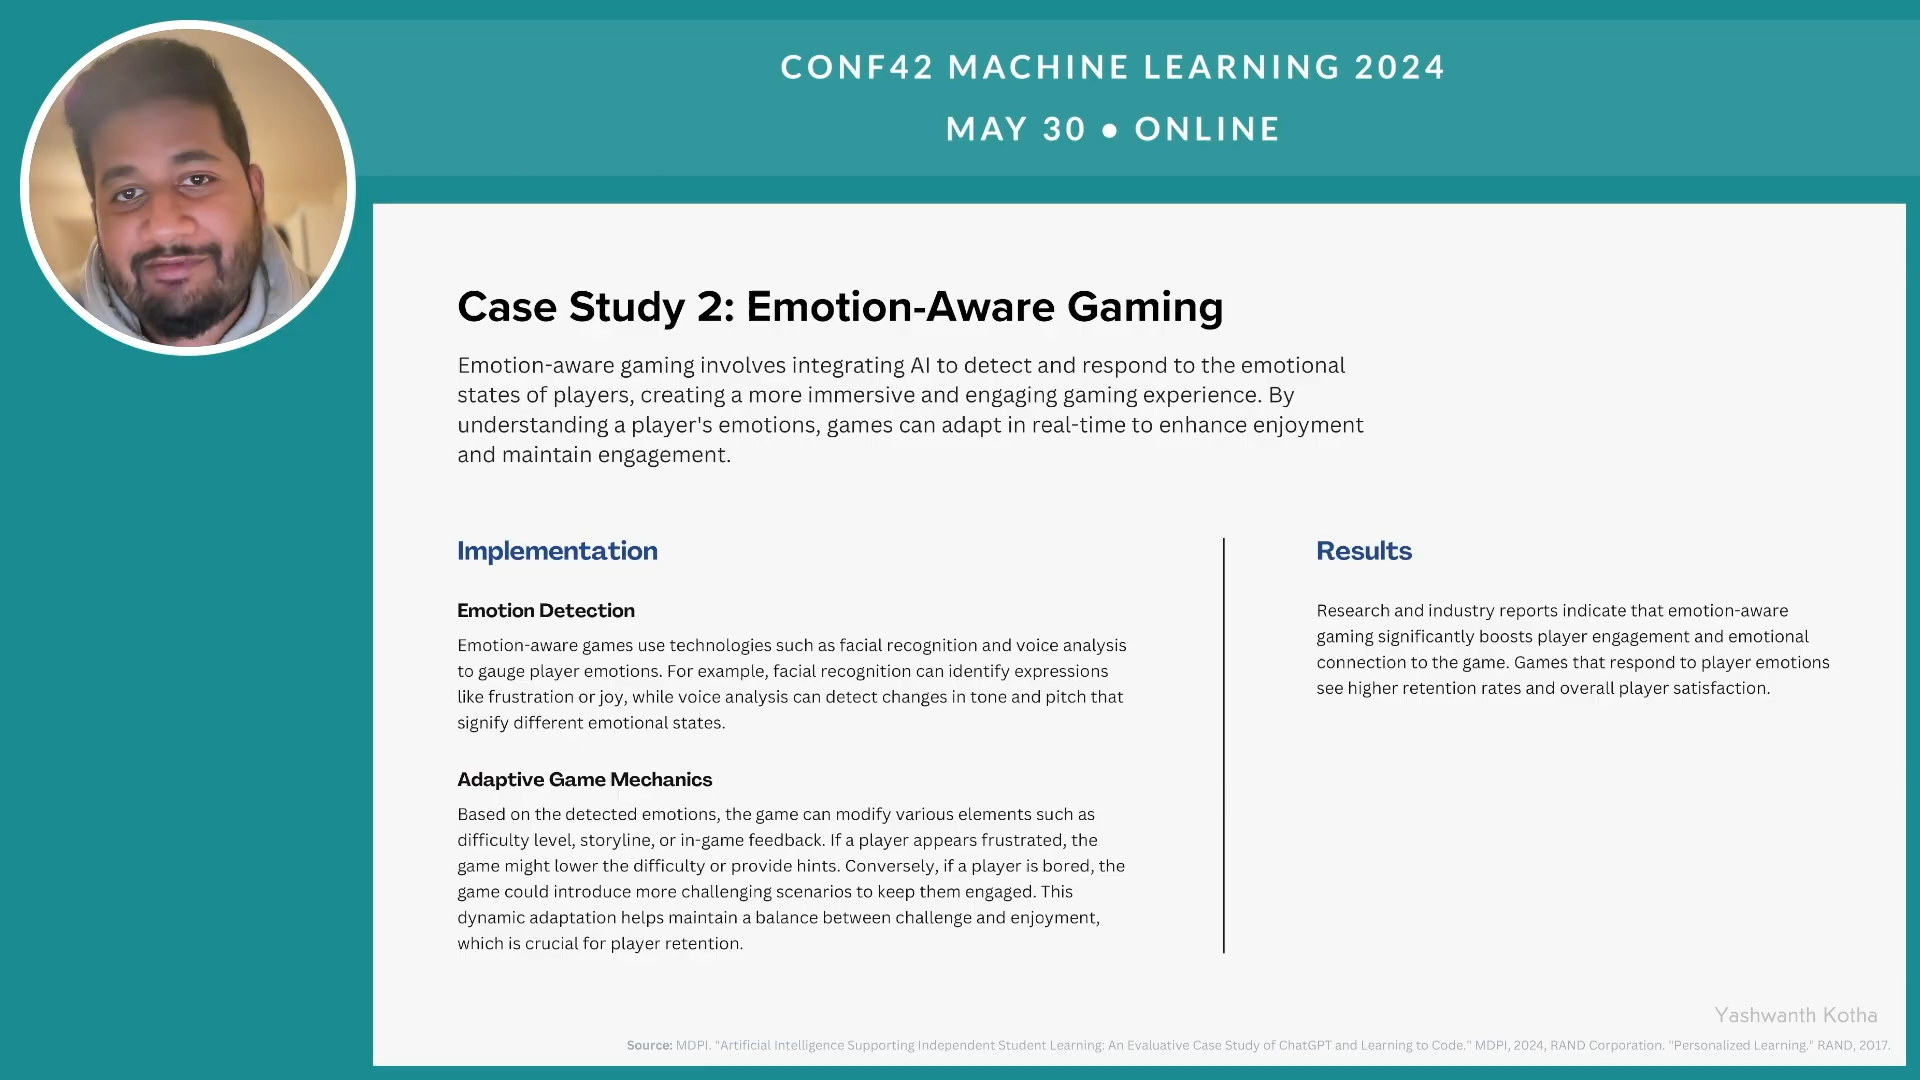 CONF42 MACHINE LEARNING 2024
MAY 30 ● ONLINE
Case Study 2: Emotion-Aware Gaming
Emotion-aware gaming involves integrating AI to detect and respond to the emotional
states of players, creating a more immersive and engaging gaming experience. By
understanding a player's emotions, games can adapt in real-time to enhance enjoyment
and maintain engagement.
Implementation
Emotion Detection
Emotion-aware games use technologies such as facial recognition and voice analysis
to gauge player emotions. For example, facial recognition can identify expressions
like frustration or joy, while voice analysis can detect changes in tone and pitch that
signify different emotional states.
Adaptive Game Mechanics
Based on the detected emotions, the game can modify various elements such as
difficulty level, storyline, or in-game feedback. If a player appears frustrated, the
game might lower the difficulty or provide hints. Conversely, if a player is bored, the
game could introduce more challenging scenarios to keep them engaged. This
dynamic adaptation helps maintain a balance between challenge and enjoyment,
which is crucial for player retention.
Results
Research and industry reports indicate that emotion-aware
gaming significantly boosts player engagement and emotional
connection to the game. Games that respond to player emotions
see higher retention rates and overall player satisfaction.
Yashwanth Kotha
Source: MDPI. "Artificial Intelligence Supporting Independent Student Learning: An Evaluative Case Study of ChatGPT and Learning to Code." MDPI, 2024, RAND Corporation. "Personalized Learning." RAND, 2017.